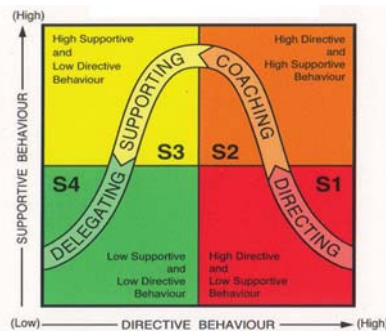 (High)
High Supportive
and
Low Directive
Behaviour
High Directive
and
High Supportive
Behaviour
SUPPORTING
COACHING
S3
S2
S4
S1
DELEGATING
DIRECTING
Low Supportive
and
Low Directive
Behaviour
High Directive
and
Low Supportive
Behaviour
SUPPORTIVE BEHAVIOUR
(Low)
DIRECTIVE BEHAVIOUR
(High)